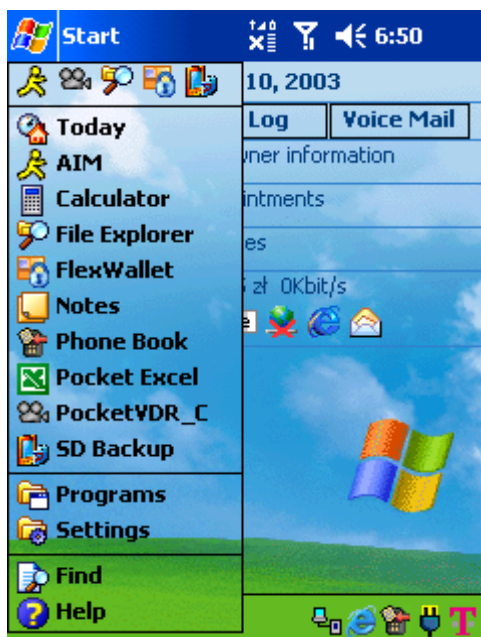 Start 6:50
10, 2003
Log Voice Mail
wner information
intments
es
zł 0Kbit/s
Today
AIM
Calculator
File Explorer
FlexWallet
Notes
Phone Book
Pocket Excel
PocketVDR_C
SD Backup
Programs
Settings
Find
Help
T